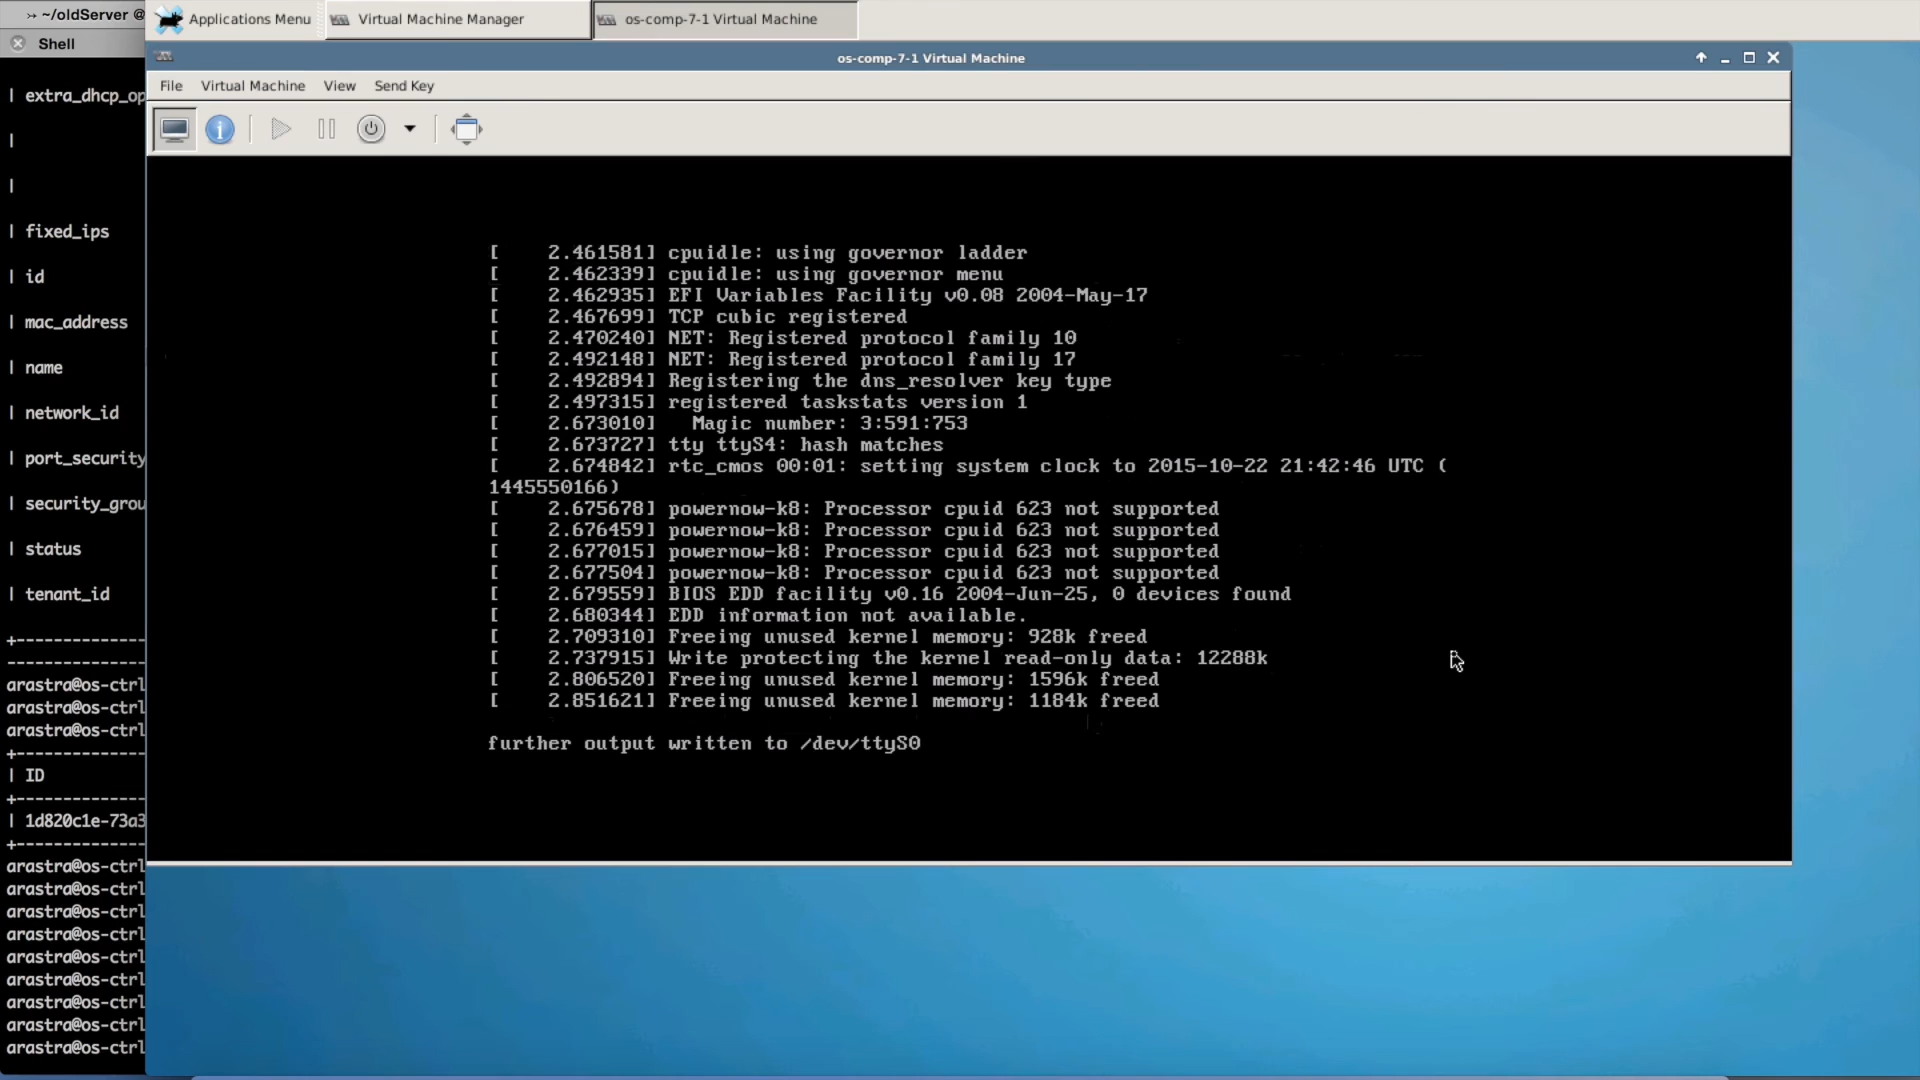 ~/oldServer @
Applications Menu
Virtual Machine Manager
os-comp-7-1 Virtual Machine
Shell
os-comp-7-1 Virtual Machine
File Virtual Machine View Send Key
[ 2.461581] cpuidle: using governor ladder
[ 2.462339] cpuidle: using governor menu
[ 2.462935] EFI Variables Facility v0.08 2004-May-17
[ 2.467699] TCP cubic registered
[ 2.470240] NET: Registered protocol family 10
[ 2.492148] NET: Registered protocol family 17
[ 2.492894] Registering the dns_resolver key type
[ 2.497315] registered taskstats version 1
[ 2.673010]   Magic number: 3:591:753
[ 2.673727] tty ttyS4: hash matches
[ 2.674842] rtc_cmos 00:01: setting system clock to 2015-10-22 21:42:46 UTC (
1445550166)
[ 2.675678] powernow-k8: Processor cpuid 623 not supported
[ 2.676459] powernow-k8: Processor cpuid 623 not supported
[ 2.677015] powernow-k8: Processor cpuid 623 not supported
[ 2.677504] powernow-k8: Processor cpuid 623 not supported
[ 2.679559] BIOS EDD facility v0.16 2004-Jun-25, 0 devices found
[ 2.680344] EDD information not available.
[ 2.709310] Freeing unused kernel memory: 928k freed
[ 2.737915] Write protecting the kernel read-only data: 12288k
[ 2.806520] Freeing unused kernel memory: 1596k freed
[ 2.851621] Freeing unused kernel memory: 1184k freed
further output written to /dev/ttyS0
| extra_dhcp_op
|
|
| fixed_ips
| id
| mac_address
| name
| network_id
| port_security
| security_grou
| status
| tenant_id
+--------------
---------------
arastra@os-ctrl
arastra@os-ctrl
arastra@os-ctrl
+--------------
| ID
+--------------
| 1d820c1e-73a3
+--------------
arastra@os-ctrl
arastra@os-ctrl
arastra@os-ctrl
arastra@os-ctrl
arastra@os-ctrl
arastra@os-ctrl
arastra@os-ctrl
arastra@os-ctrl
arastra@os-ctrl